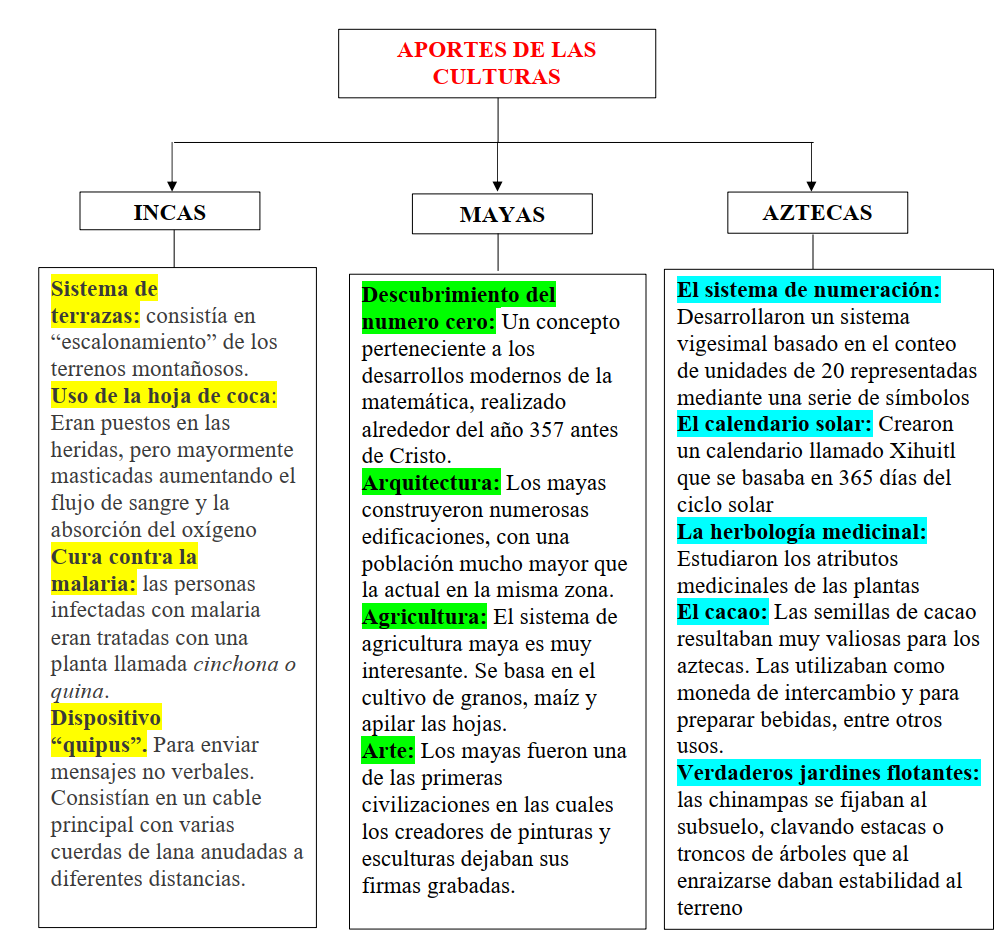 APORTES DE LAS
CULTURAS
INCAS
MAYAS
AZTECAS
Sistema de
terrazas: consistía en
“escalonamiento” de los
terrenos montañosos.
Uso de la hoja de coca:
Eran puestos en las
heridas, pero mayormente
masticadas aumentando el
flujo de sangre y la
absorción del oxígeno
Cura contra la
malaria: las personas
infectadas con malaria
eran tratadas con una
planta llamada cinchona o
quina.
Dispositivo
“quipus”. Para enviar
mensajes no verbales.
Consistían en un cable
principal con varias
cuerdas de lana anudadas a
diferentes distancias.
Descubrimiento del
numero cero: Un concepto
perteneciente a los
desarrollos modernos de la
matemática, realizado
alrededor del año 357 antes
de Cristo.
Arquitectura: Los mayas
construyeron numerosas
edificaciones, con una
población mucho mayor que
la actual en la misma zona.
Agricultura: El sistema de
agricultura maya es muy
interesante. Se basa en el
cultivo de granos, maíz y
apilar las hojas.
Arte: Los mayas fueron una
de las primeras
civilizaciones en las cuales
los creadores de pinturas y
esculturas dejaban sus
firmas grabadas.
El sistema de numeración:
Desarrollaron un sistema
vigesimal basado en el conteo
de unidades de 20 representadas
mediante una serie de símbolos
El calendario solar: Crearon
un calendario llamado Xihuitl
que se basaba en 365 días del
ciclo solar
La herbología medicinal:
Estudiaron los atributos
medicinales de las plantas
El cacao: Las semillas de cacao
resultaban muy valiosas para los
aztecas. Las utilizaban como
moneda de intercambio y para
preparar bebidas, entre otros
usos.
Verdaderos jardines flotantes:
las chinampas se fijaban al
subsuelo, clavando estacas o
troncos de árboles que al
enraizarse daban estabilidad al
terreno